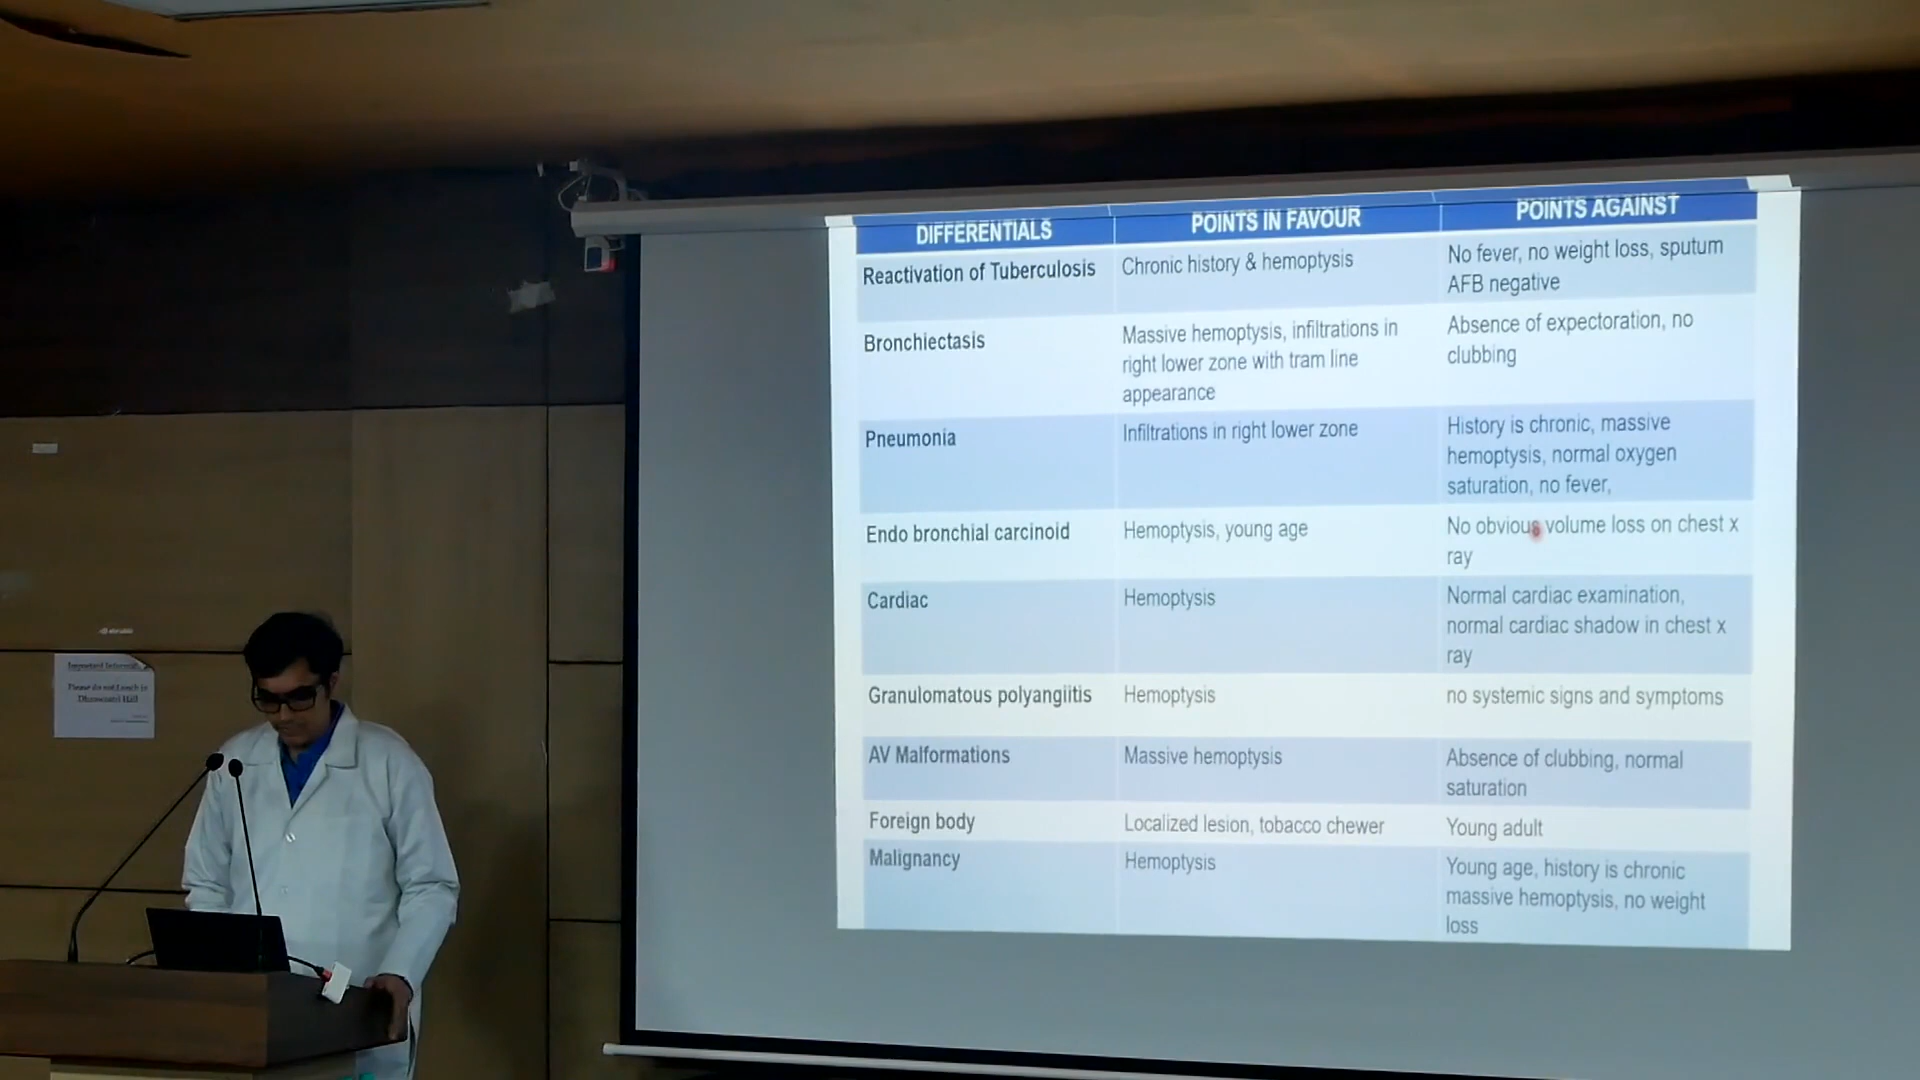 DIFFERENTIALS
POINTS IN FAVOUR
POINTS AGAINST
Reactivation of Tuberculosis
Chronic history & hemoptysis
No fever, no weight loss, sputum
AFB negative
Bronchiectasis
Massive hemoptysis, infiltrations in
right lower zone with tram line
appearance
Absence of expectoration, no
clubbing
Pneumonia
Infiltrations in right lower zone
History is chronic, massive
hemoptysis, normal oxygen
saturation, no fever,
Endo bronchial carcinoid
Hemoptysis, young age
No obvious volume loss on chest x
ray
Cardiac
Hemoptysis
Normal cardiac examination,
normal cardiac shadow in chest x
ray
Granulomatous polyangiitis
Hemoptysis
no systemic signs and symptoms
AV Malformations
Massive hemoptysis
Absence of clubbing, normal
saturation
Foreign body
Localized lesion, tobacco chewer
Young adult
Malignancy
Hemoptysis
Young age, history is chronic
massive hemoptysis, no weight
loss
Important
Please do not in
Hall